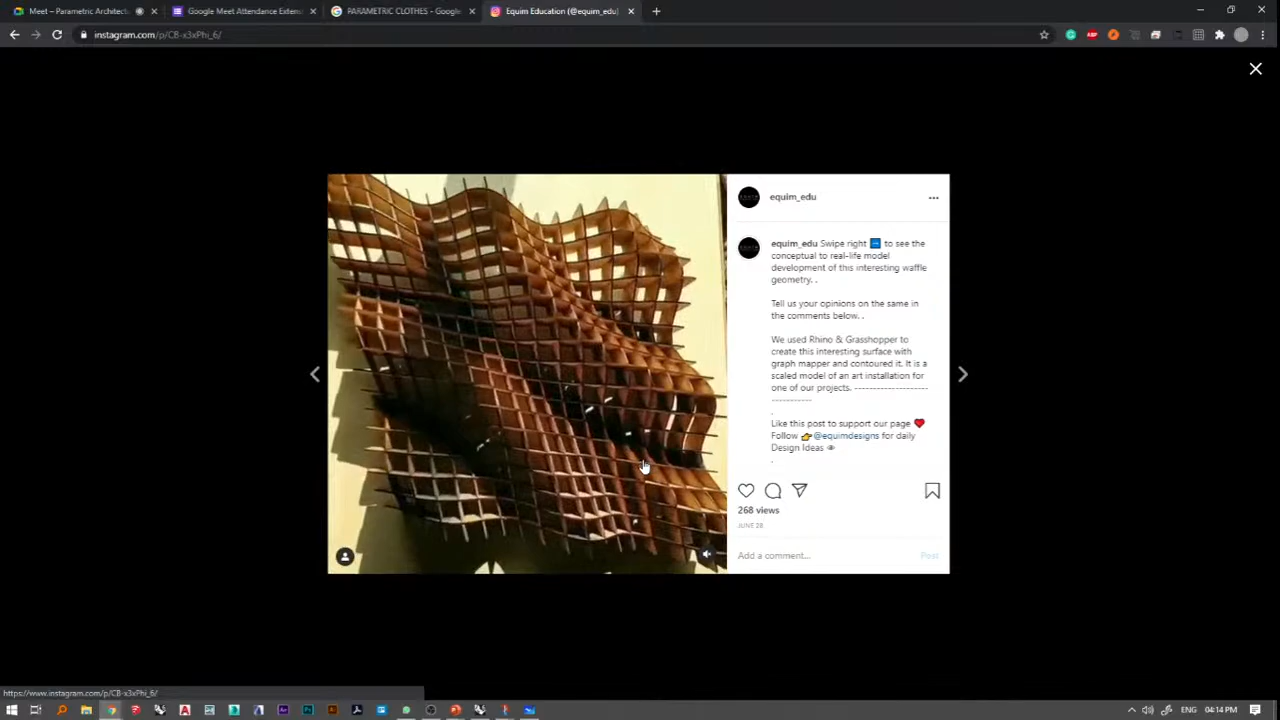 Meet – Parametric Architect
Google Meet Attendance Exten
PARAMETRIC CLOTHES - Google
Equim Education (@equim_edu)
instagram.com/p/CB-x3xPhi_6/
equim_edu
equim_edu Swipe right ➡ to see the
conceptual to real-life model
development of this interesting waffle
geometry. .
Tell us your opinions on the same in
the comments below. .
We used Rhino & Grasshopper to
create this interesting surface with
graph mapper and contoured it. It is a
scaled model of an art installation for
one of our projects. ---------------------
-----------
.
Like this post to support our page ❤
Follow 👉@equimdesigns for daily
Design Ideas 👁
.
268 views
JUNE 28
Add a comment...
Post
https://www.instagram.com/p/CB-x3xPhi_6/
ENG 04:14 PM